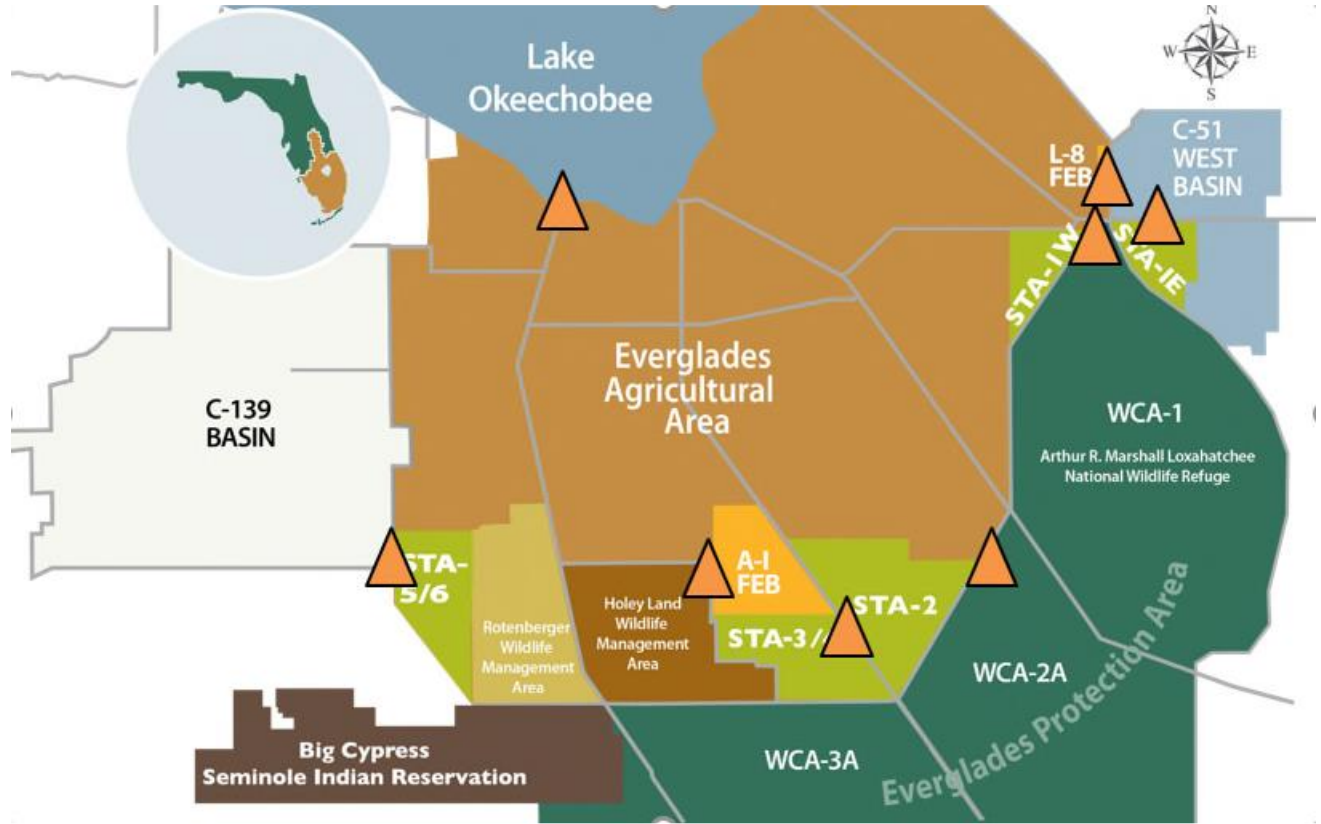 Lake
Okeechobee
N
W
E
S
C-51
WEST
BASIN
L-8
FEB
STA-1W
STA-1E
Everglades
Agricultural
Area
C-139
BASIN
WCA-1
Arthur R. Marshall Loxahatchee
National Wildlife Refuge
STA-
5/6
A-1
FEB
STA-2
Holey Land
Wildlife
Management
Area
STA-3/
Rotenberger
Wildlife
Management
Area
WCA-2A
Everglades Protection Area
Big Cypress
Seminole Indian Reservation
WCA-3A